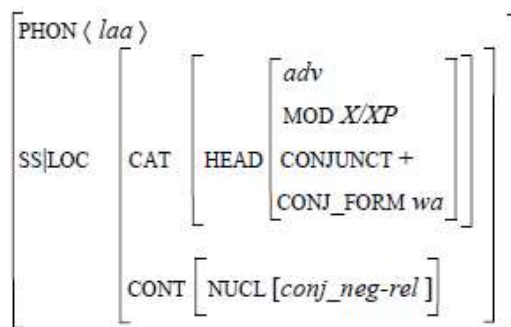 PHON ⟨ laa ⟩
adv
MOD X/XP
SS|LOC CAT HEAD CONJUNCT +
CONJ_FORM wa
CONT NUCL [conj_neg-rel ]